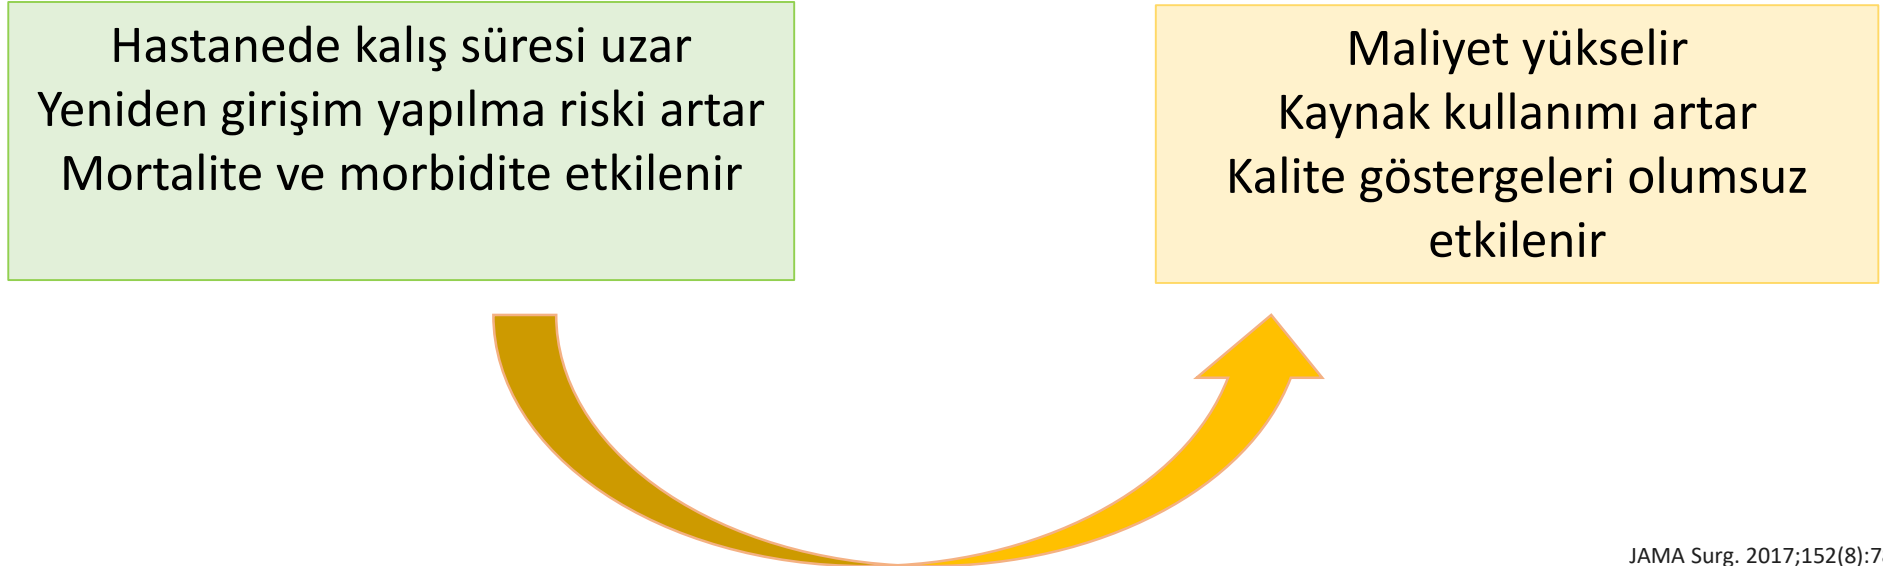 Hastanede kalış süresi uzar
Yeniden girişim yapılma riski artar
Mortalite ve morbidite etkilenir
Maliyet yükselir
Kaynak kullanımı artar
Kalite göstergeleri olumsuz
etkilenir
JAMA Surg. 2017;152(8):